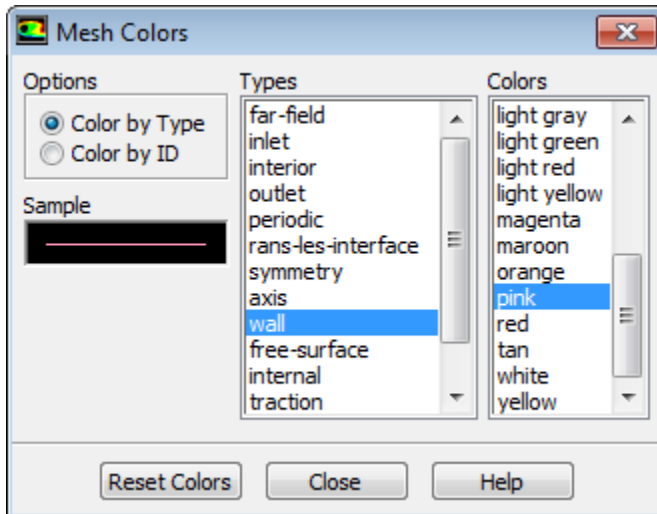 Mesh Colors
Options
Color by Type
Color by ID
Sample
Types
far-field
inlet
interior
outlet
periodic
rans-les-interface
symmetry
axis
wall
free-surface
internal
traction
Colors
light gray
light green
light red
light yellow
magenta
maroon
orange
pink
red
tan
white
yellow
Reset Colors
Close
Help